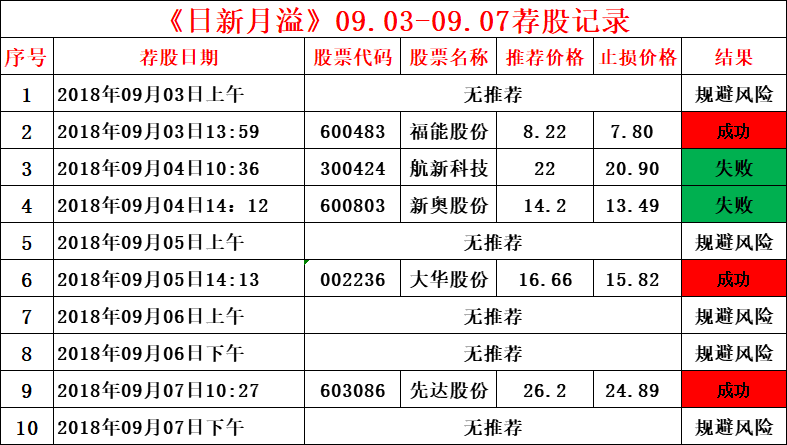 《日新月溢》09.03-09.07荐股记录
序号 荐股日期 股票代码 股票名称 推荐价格 止损价格 结果
1 2018年09月03日上午 无推荐 规避风险
2 2018年09月03日13:59 600483 福能股份 8.22 7.80 成功
3 2018年09月04日10:36 300424 航新科技 22 20.90 失败
4 2018年09月04日14：12 600803 新奥股份 14.2 13.49 失败
5 2018年09月05日上午 无推荐 规避风险
6 2018年09月05日14:13 002236 大华股份 16.66 15.82 成功
7 2018年09月06日上午 无推荐 规避风险
8 2018年09月06日下午 无推荐 规避风险
9 2018年09月07日10:27 603086 先达股份 26.2 24.89 成功
10 2018年09月07日下午 无推荐 规避风险